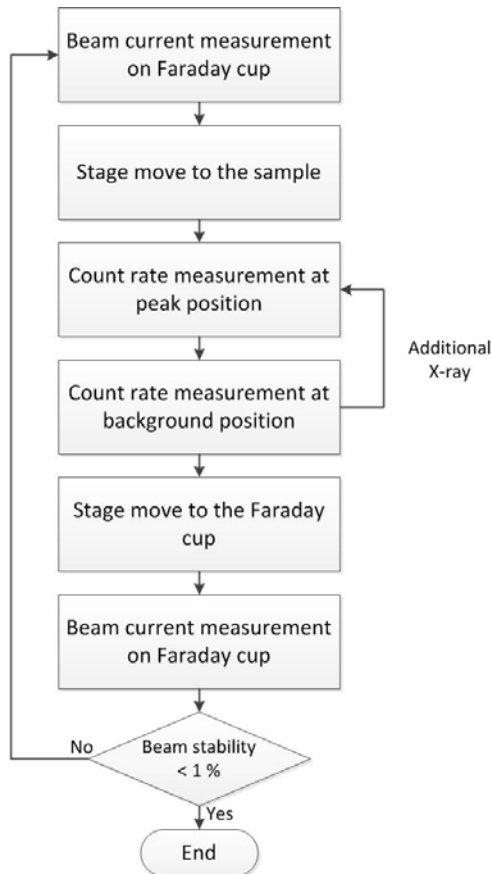 Beam current measurement
on Faraday cup
Stage move to the sample
Count rate measurement at
peak position
Additional
X-ray
Count rate measurement at
background position
Stage move to the Faraday
cup
Beam current measurement
on Faraday cup
No
Beam stability
< 1 %
Yes
End